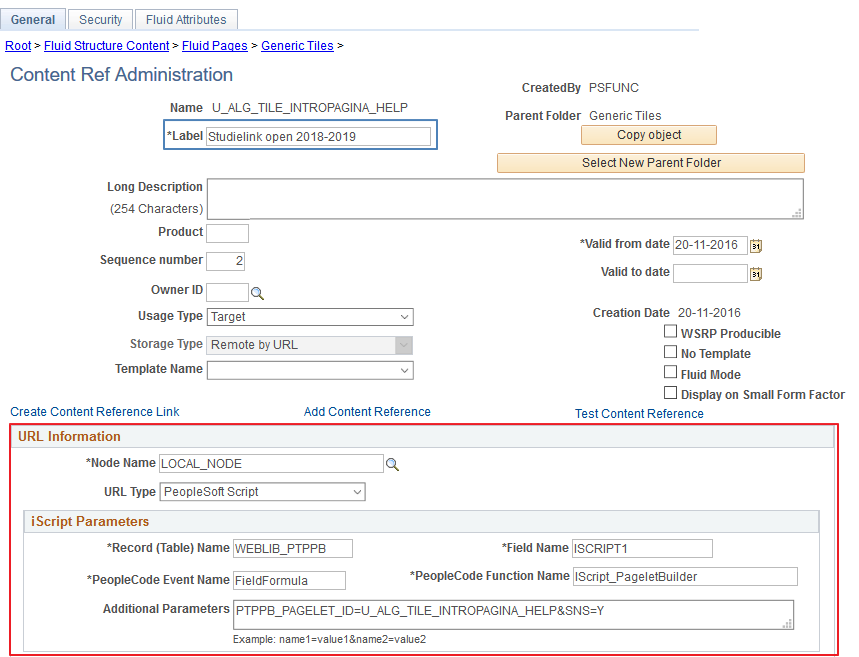 General Security Fluid Attributes
Root > Fluid Structure Content > Fluid Pages > Generic Tiles >
Content Ref Administration
CreatedBy PSFUNC
Name U_ALG_TILE_INTROPAGINA_HELP
Parent Folder Generic Tiles
*Label Studielink open 2018-2019
Copy object
Select New Parent Folder
Long Description
(254 Characters)
Product
*Valid from date 20-11-2016 31
Sequence number 2
Valid to date 31
Owner ID
Creation Date 20-11-2016
Usage Type Target
WSRP Producible
Storage Type Remote by URL
No Template
Template Name
Fluid Mode
Display on Small Form Factor
Create Content Reference Link Add Content Reference Test Content Reference
URL Information
*Node Name LOCAL_NODE
URL Type PeopleSoft Script
iScript Parameters
*Record (Table) Name WEBLIB_PTPPB *Field Name ISCRIPT1
*PeopleCode Event Name FieldFormula *PeopleCode Function Name IScript_PageletBuilder
Additional Parameters PTPPB_PAGELET_ID=U_ALG_TILE_INTROPAGINA_HELP&SNS=Y
Example: name1=value1&name2=value2